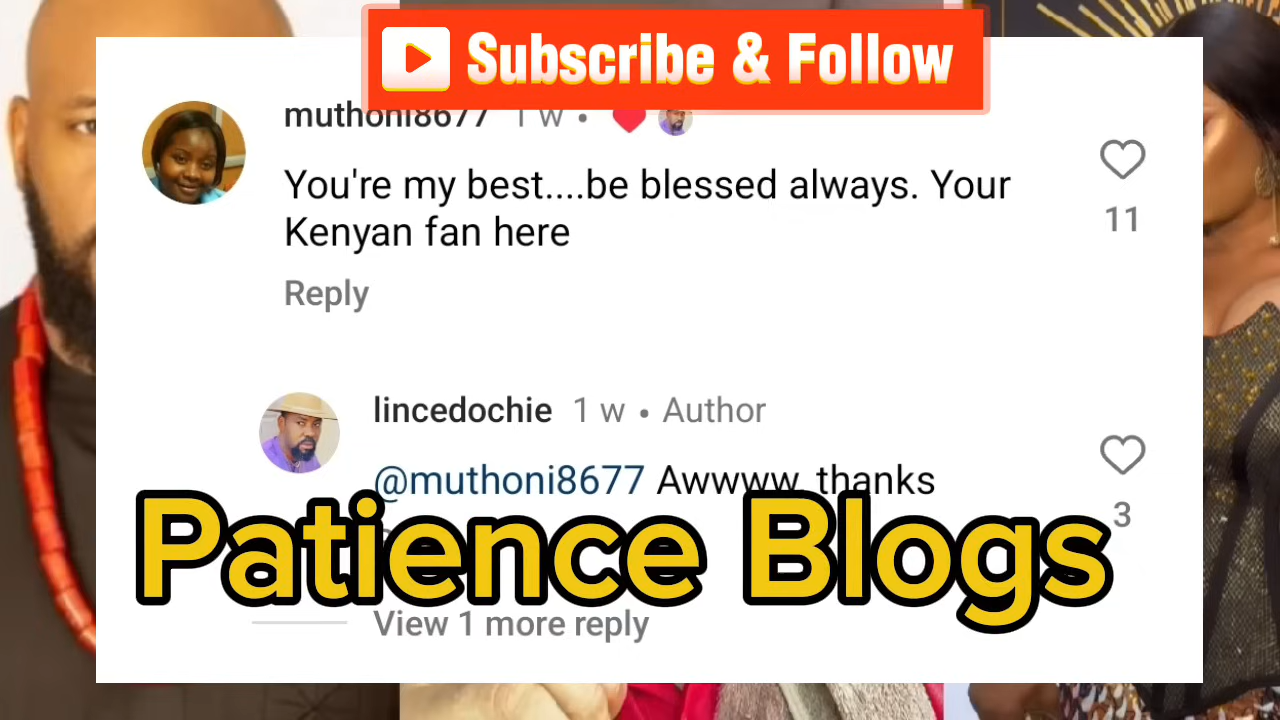 Subscribe & Follow
muthoni8677 1 w •
You're my best....be blessed always. Your
Kenyan fan here
11
Reply
lincedochie 1 w • Author
@muthoni8677 Awwww, thanks
3
Patience Blogs
View 1 more reply